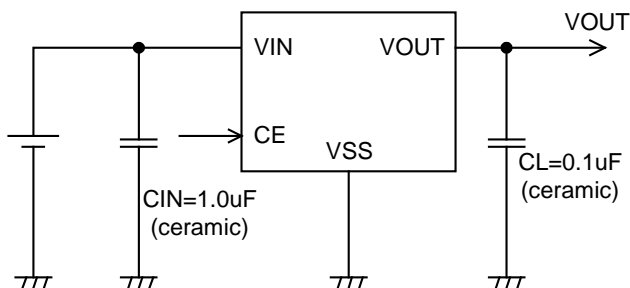 VOUT
VIN
VOUT
CE
VSS
CIN=1.0uF
(ceramic)
CL=0.1uF
(ceramic)